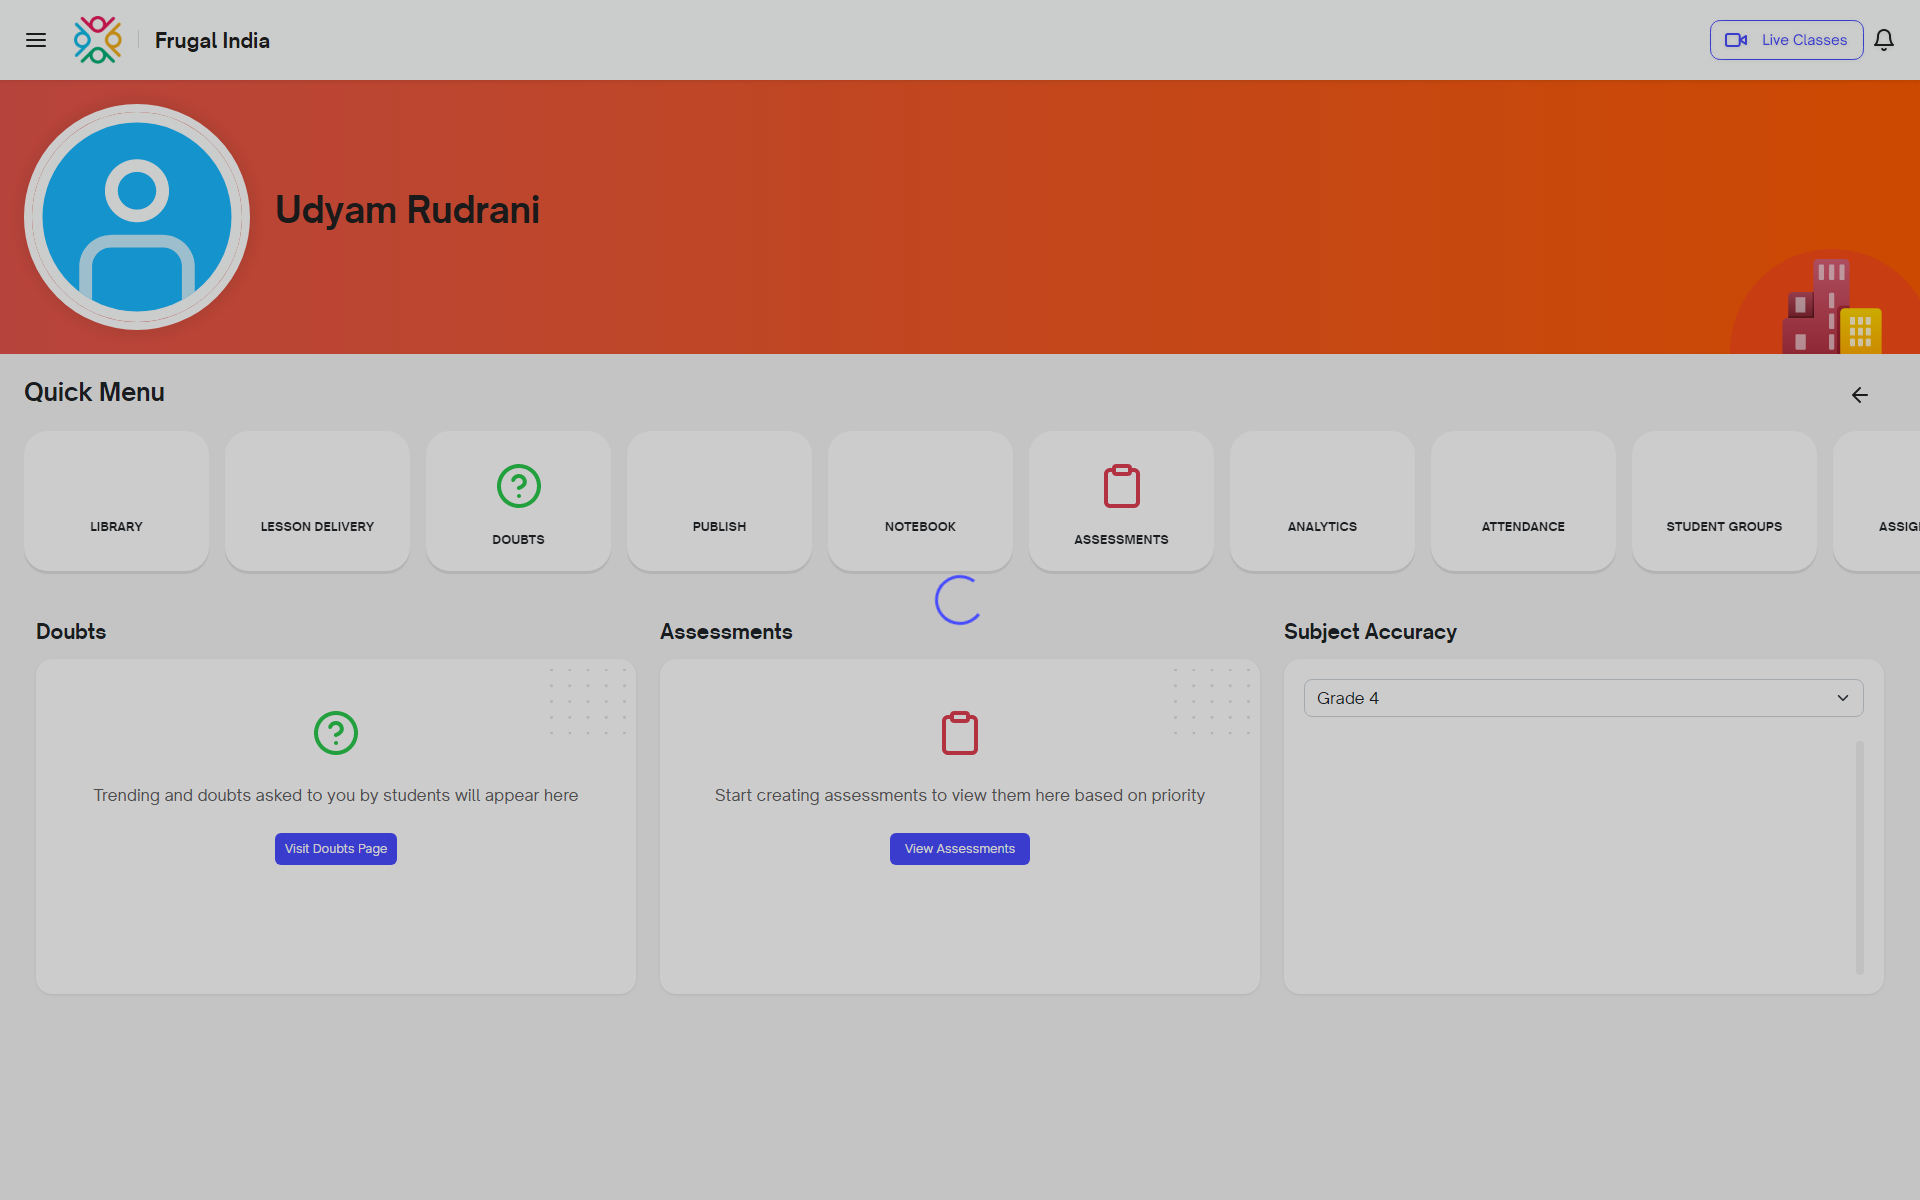 Frugal India
Live Classes
Udyam Rudrani
Quick Menu
LIBRARY
LESSON DELIVERY
DOUBTS
PUBLISH
NOTEBOOK
ASSESSMENTS
ANALYTICS
ATTENDANCE
STUDENT GROUPS
ASSIG
Doubts
Assessments
Subject Accuracy
Trending and doubts asked to you by students will appear here
Visit Doubts Page
Start creating assessments to view them here based on priority
View Assessments
Grade 4